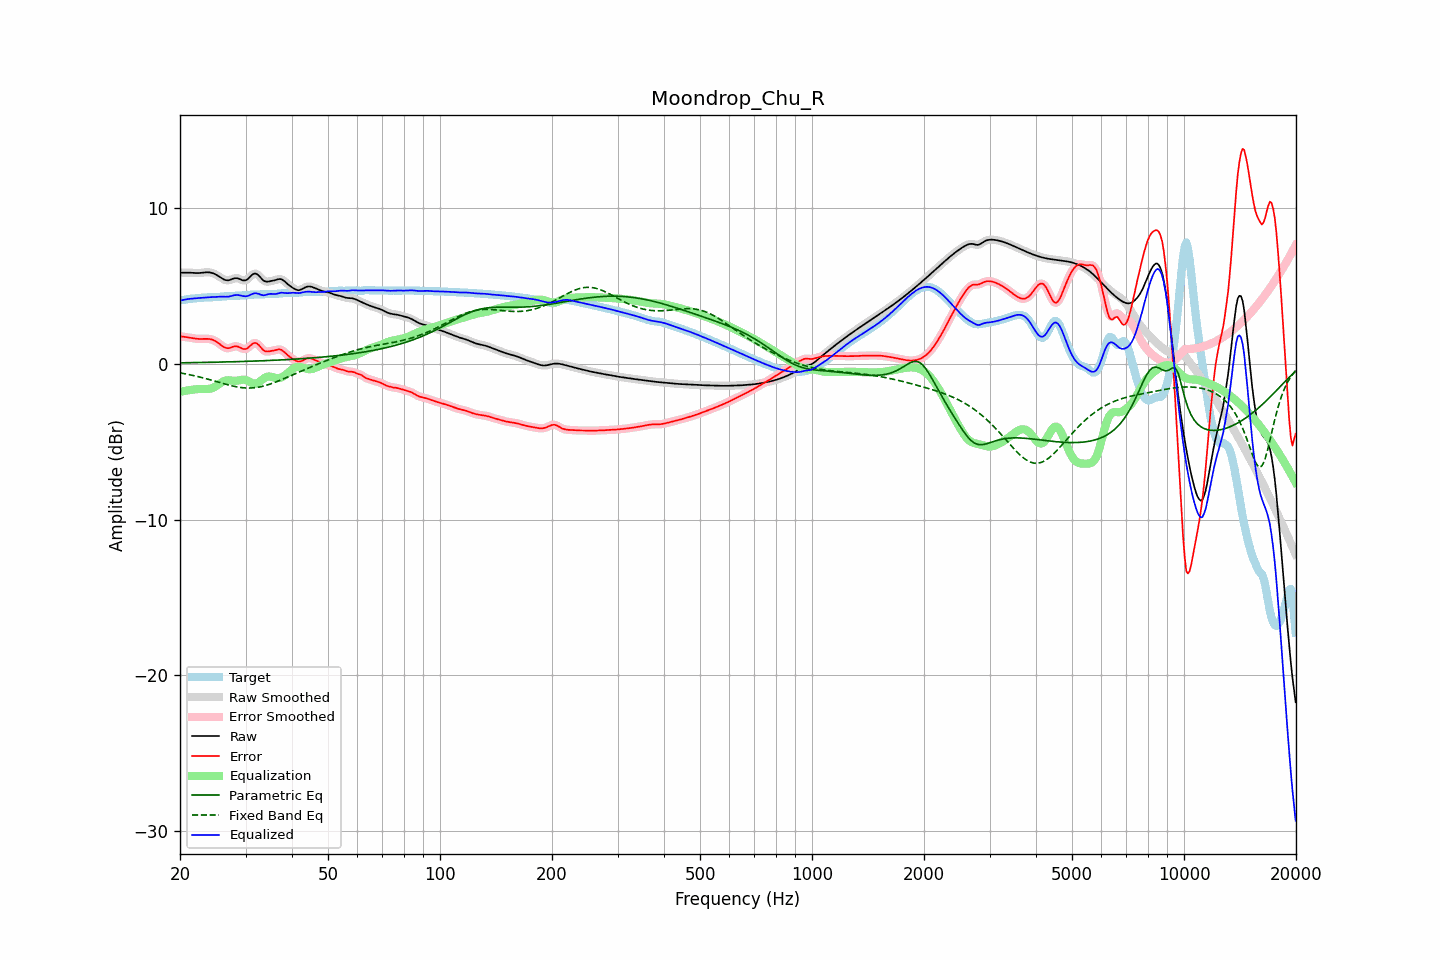 Moondrop_Chu_R
10
0
−10
−20
−30
Amplitude (dBr)
Target
Raw Smoothed
Error Smoothed
Raw
Error
Equalization
Parametric Eq
Fixed Band Eq
Equalized
20 50 100 200 500 1000 2000 5000 10000 20000
Frequency (Hz)